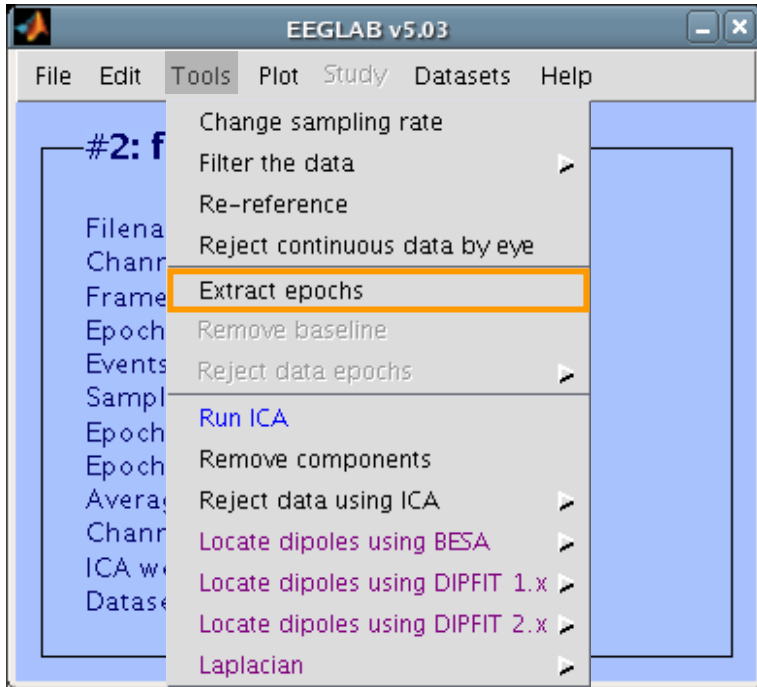 EEGLAB v5.03
File Edit Tools Plot Study Datasets Help
#2: f
Change sampling rate
Filter the data
Re-reference
Reject continuous data by eye
Extract epochs
Remove baseline
Reject data epochs
Run ICA
Remove components
Reject data using ICA
Locate dipoles using BESA
Locate dipoles using DIPFIT 1.x
Locate dipoles using DIPFIT 2.x
Laplacian
Filena
Chann
Frame
Epoch
Events
Sampl
Epoch
Epoch
Averag
Chann
ICA we
Datase